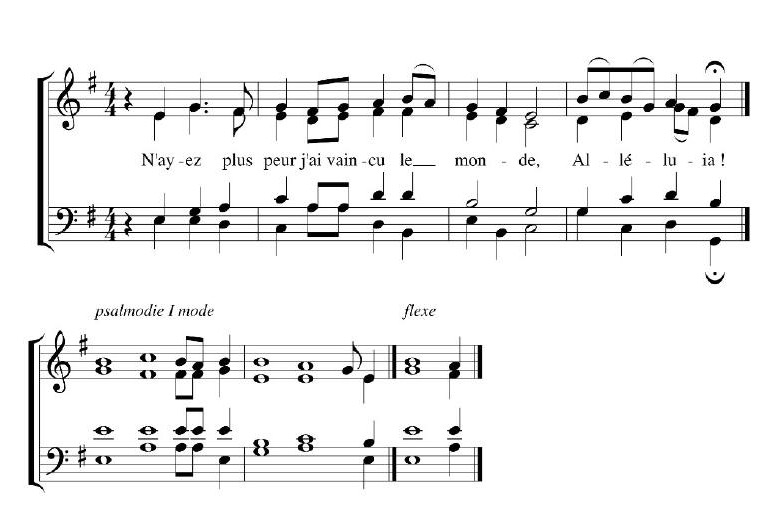 N'ay - ez plus peur j'ai vain - cu le mon - de, Al - lé - lu - ia !
psalmodie I mode flexe